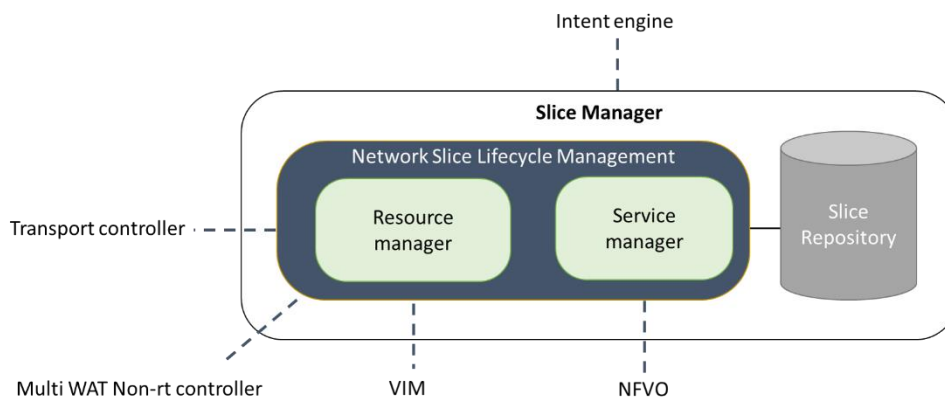 Intent engine
Slice Manager
Network Slice Lifecycle Management
Resource
manager
Service
manager
Slice
Repository
Transport controller
Multi WAT Non-rt controller
VIM
NFVO